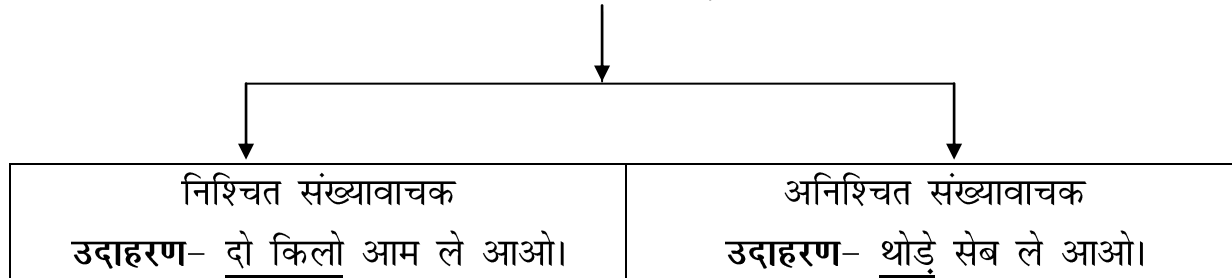 निश्चित संख्यावाचक
उदाहरण– दो किलो आम ले आओ।
अनिश्चित संख्यावाचक
उदाहरण– थोड़े सेब ले आओ।